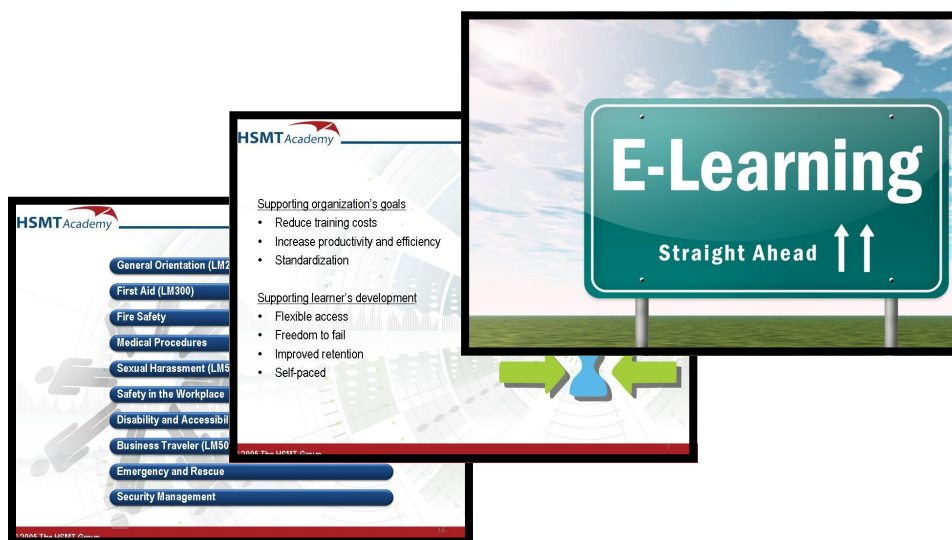 E-Learning
Straight Ahead
HSMT Academy
Supporting organization's goals
• Reduce training costs
• Increase productivity and efficiency
• Standardization
Supporting learner's development
• Flexible access
• Freedom to fail
• Improved retention
• Self-paced
© 2005 The HSMT Group
7
HSMT Academy
General Orientation (LM2
First Aid (LM300)
Fire Safety
Medical Procedures
Sexual Harassment (LM5
Safety in the Workplace
Disability and Accessibil
Business Traveler (LM50
Emergency and Rescue
Security Management
© 2005 The HSMT Group
16